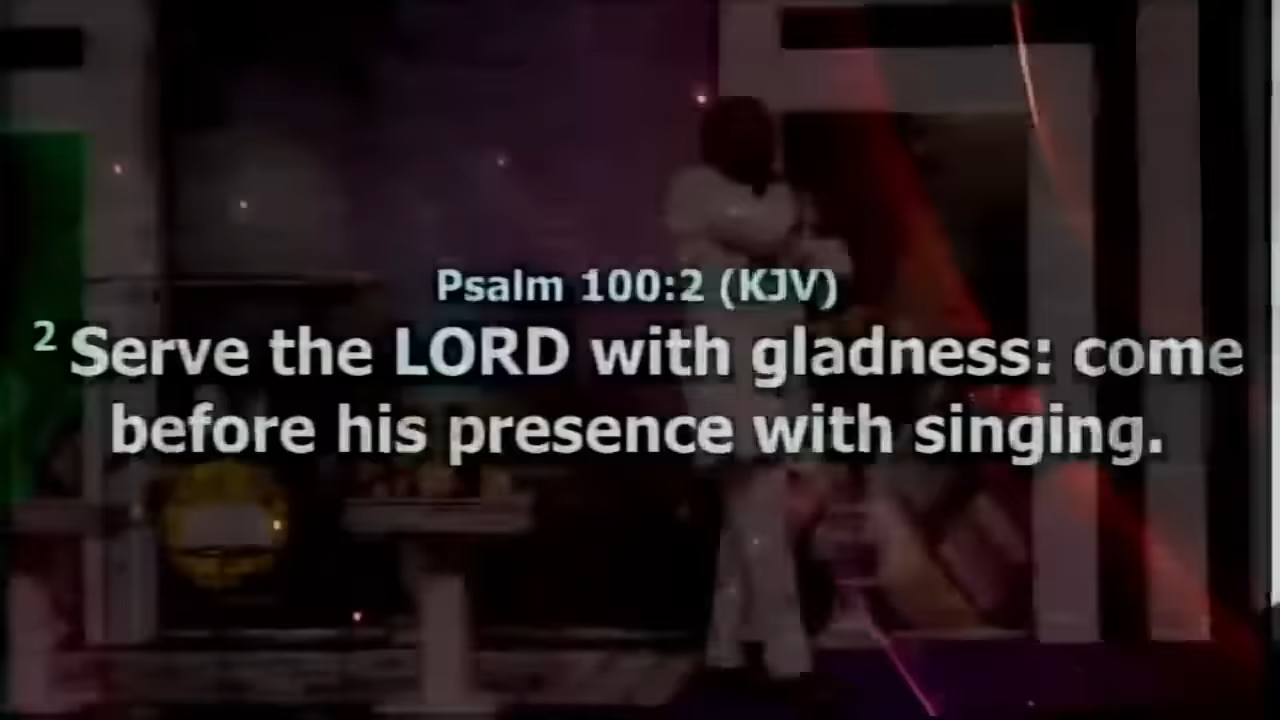 Psalm 100:2 (KJV)
2 Serve the LORD with gladness: come
before his presence with singing.